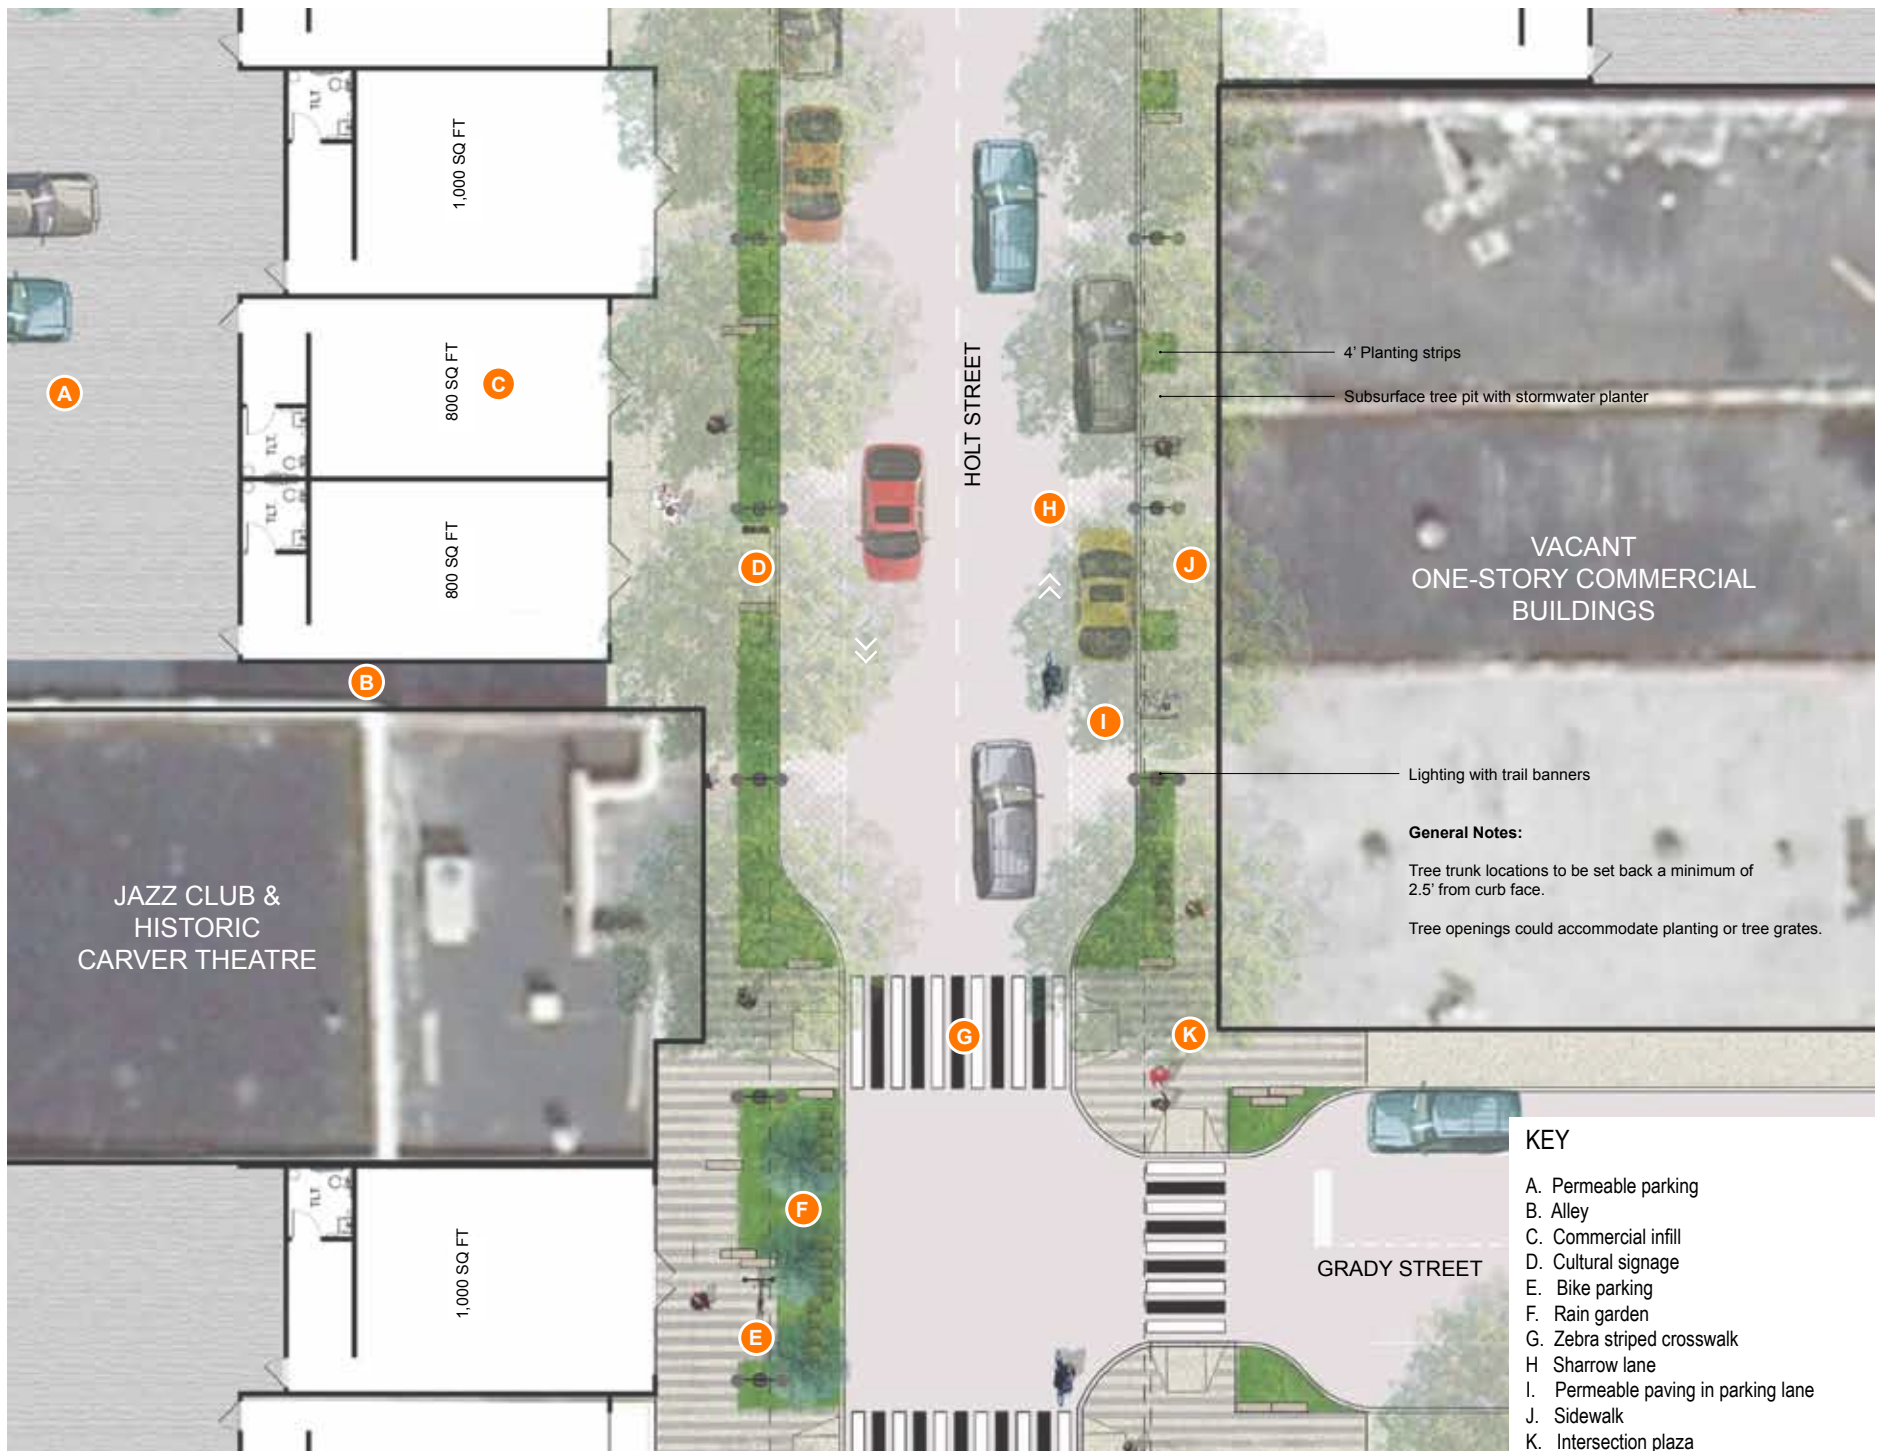 TLT
1,000 SQ FT
A
800 SQ FT
C
TLT
TLT
800 SQ FT
B
D
HOLT STREET
H
J
I
4’ Planting strips
Subsurface tree pit with stormwater planter
VACANT
ONE-STORY COMMERCIAL
BUILDINGS
Lighting with trail banners
General Notes:
Tree trunk locations to be set back a minimum of
2.5’ from curb face.
Tree openings could accommodate planting or tree grates.
JAZZ CLUB &
HISTORIC
CARVER THEATRE
G
K
TLT
1,000 SQ FT
F
E
GRADY STREET
KEY
A. Permeable parking
B. Alley
C. Commercial infill
D. Cultural signage
E. Bike parking
F. Rain garden
G. Zebra striped crosswalk
H Sharrow lane
I. Permeable paving in parking lane
J. Sidewalk
K. Intersection plaza